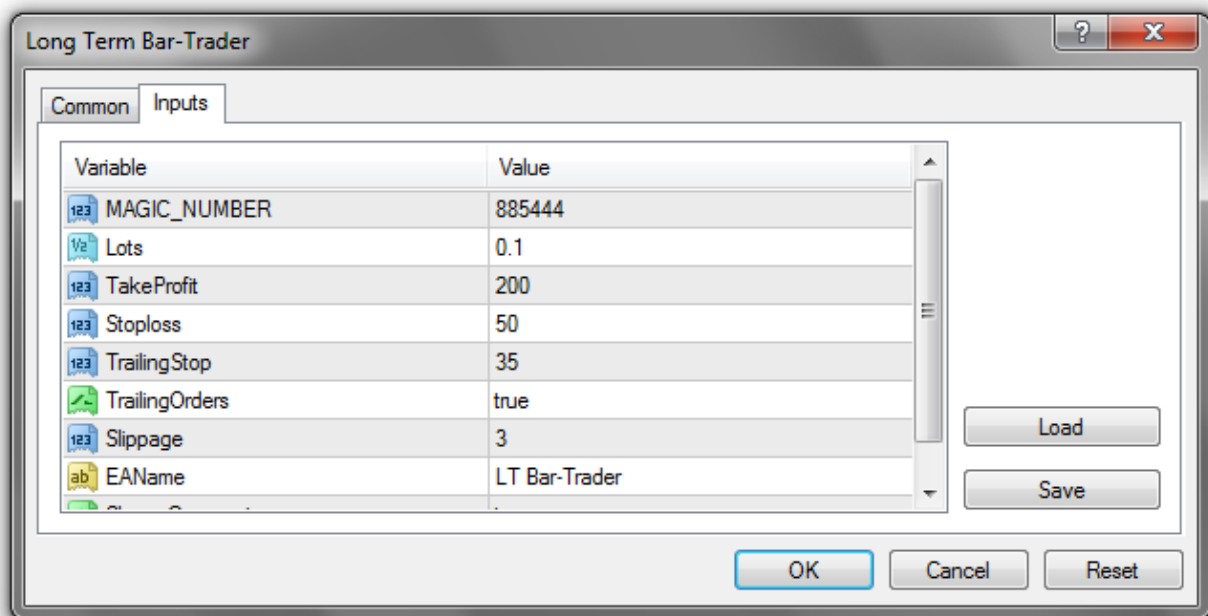 Long Term Bar-Trader
Common Inputs
Variable Value
MAGIC_NUMBER 885444
Lots 0.1
TakeProfit 200
Stoploss 50
TrailingStop 35
TrailingOrders true
Slippage 3
EAName LT Bar-Trader
Load
Save
OK Cancel Reset